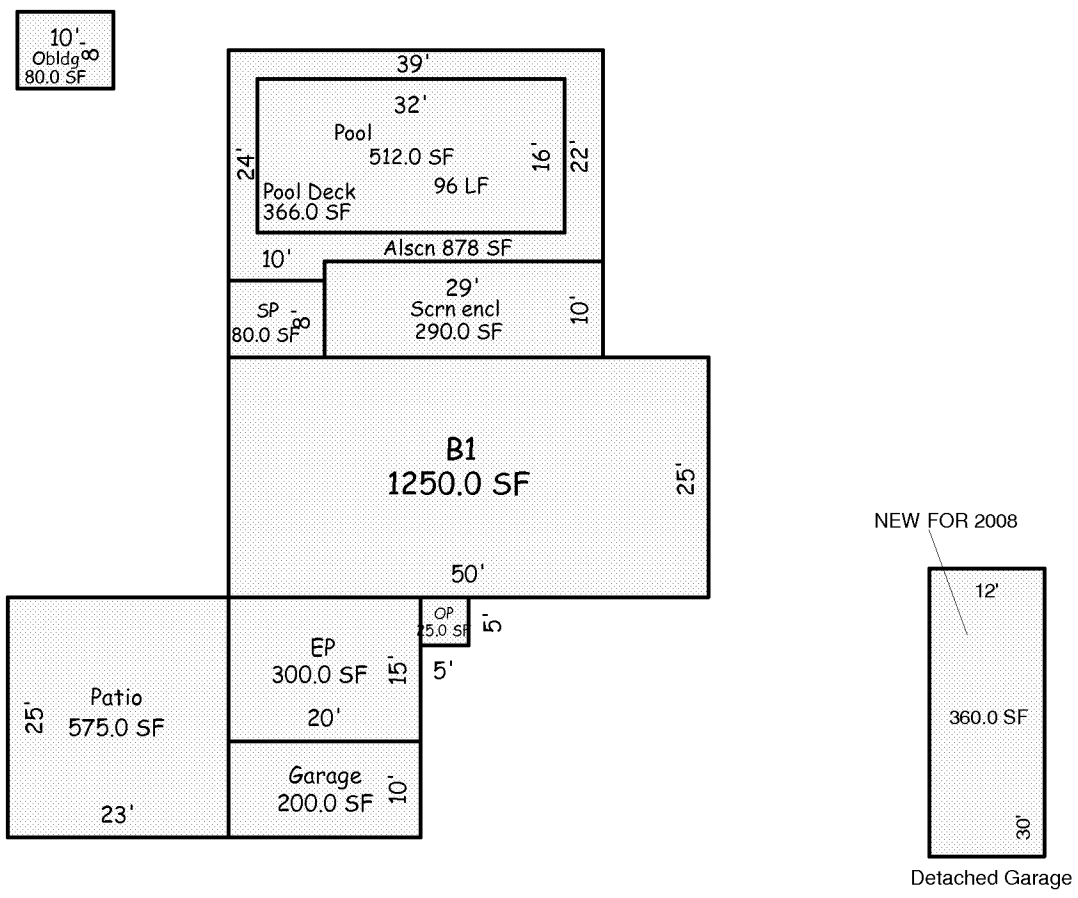 10'
8'
Obldg
80.0 SF
39'
32'
Pool
512.0 SF
24'
16'
22'
96 LF
Pool Deck
366.0 SF
Alscn 878 SF
10'
29'
SP
8'
80.0 SF
Scrn encl
290.0 SF
10'
B1
1250.0 SF
25'
50'
NEW FOR 2008
12'
360.0 SF
30'
Detached Garage
OP
25.0 SF
5'
5'
EP
300.0 SF
15'
20'
Patio
575.0 SF
25'
23'
Garage
200.0 SF
10'